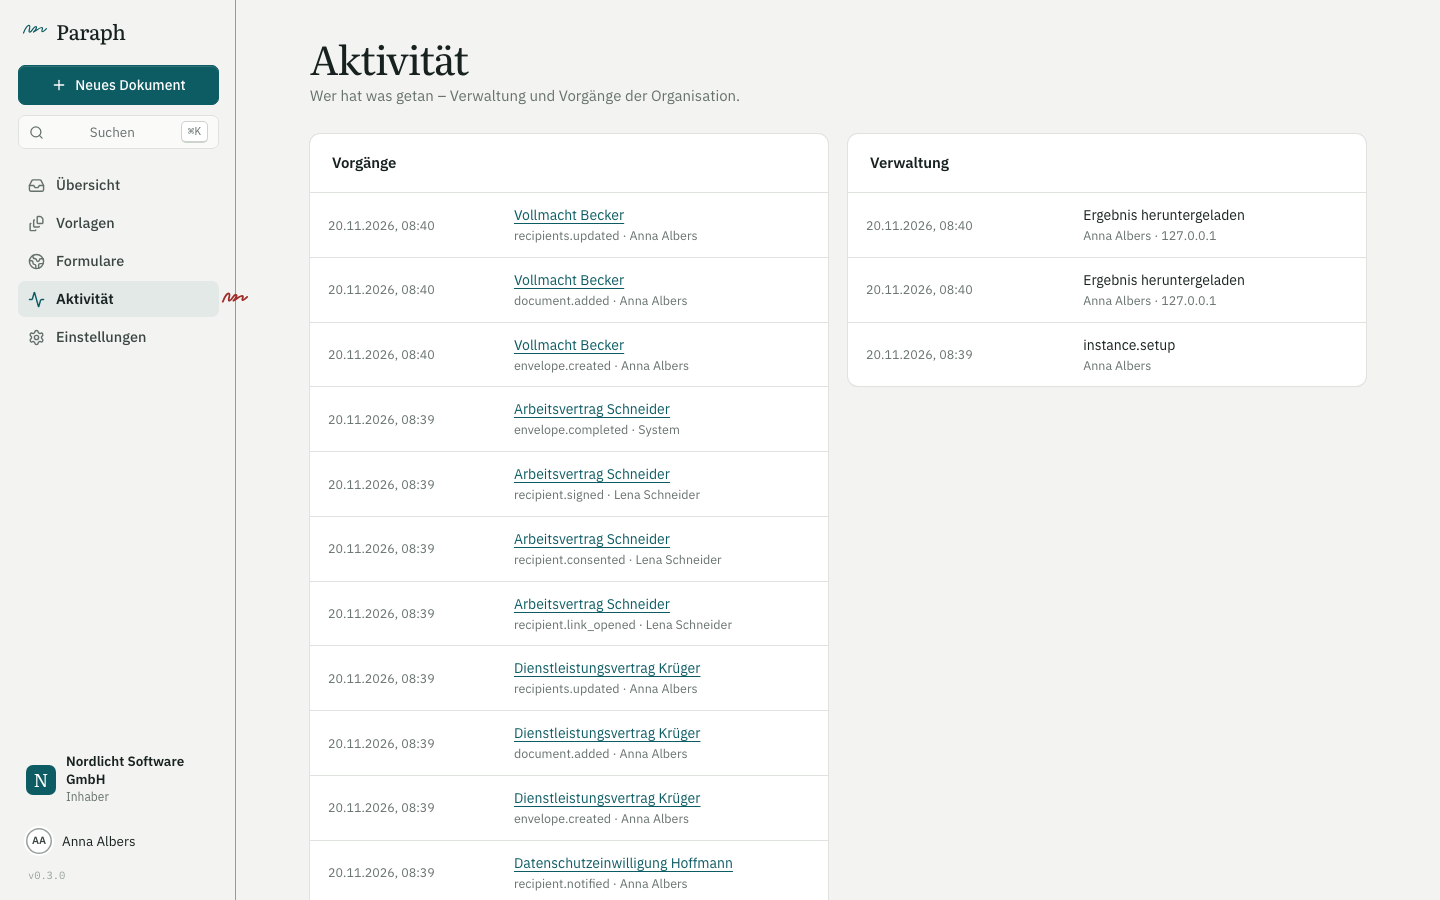 Paraph
Neues Dokument
Suchen ⌘K
Übersicht
Vorlagen
Formulare
Aktivität
Einstellungen
Nordlicht Software
GmbH
Inhaber
N
AA
Anna Albers
v0.3.0
Aktivität
Wer hat was getan – Verwaltung und Vorgänge der Organisation.
Vorgänge
20.11.2026, 08:40
Vollmacht Becker
recipients.updated · Anna Albers
20.11.2026, 08:40
Vollmacht Becker
document.added · Anna Albers
20.11.2026, 08:40
Vollmacht Becker
envelope.created · Anna Albers
20.11.2026, 08:39
Arbeitsvertrag Schneider
envelope.completed · System
20.11.2026, 08:39
Arbeitsvertrag Schneider
recipient.signed · Lena Schneider
20.11.2026, 08:39
Arbeitsvertrag Schneider
recipient.consented · Lena Schneider
20.11.2026, 08:39
Arbeitsvertrag Schneider
recipient.link_opened · Lena Schneider
20.11.2026, 08:39
Dienstleistungsvertrag Krüger
recipients.updated · Anna Albers
20.11.2026, 08:39
Dienstleistungsvertrag Krüger
document.added · Anna Albers
20.11.2026, 08:39
Dienstleistungsvertrag Krüger
envelope.created · Anna Albers
20.11.2026, 08:39
Datenschutzeinwilligung Hoffmann
recipient.notified · Anna Albers
Verwaltung
20.11.2026, 08:40
Ergebnis heruntergeladen
Anna Albers · 127.0.0.1
20.11.2026, 08:40
Ergebnis heruntergeladen
Anna Albers · 127.0.0.1
20.11.2026, 08:39
instance.setup
Anna Albers